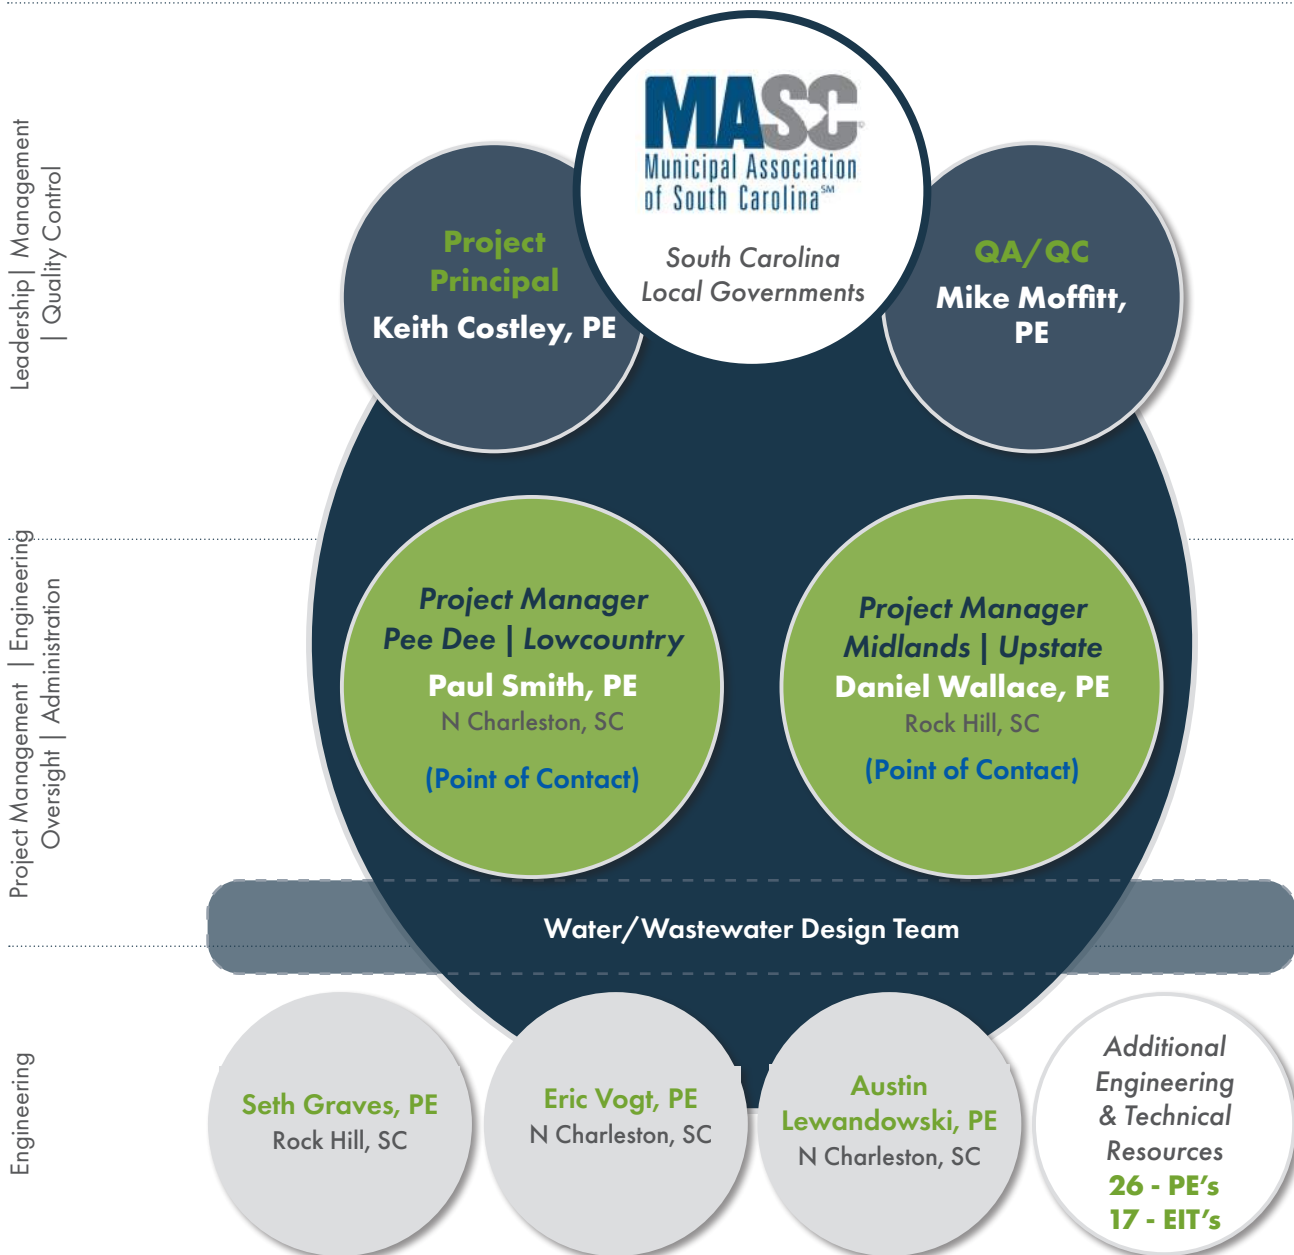 Leadership | Management
| Quality Control
MASC
Municipal Association
of South Carolina℠
South Carolina
Local Governments
Project
Principal
Keith Costley, PE
QA/QC
Mike Moffitt,
PE
Project Management | Engineering
Oversight | Administration
Project Manager
Pee Dee | Lowcountry
Paul Smith, PE
N Charleston, SC
(Point of Contact)
Project Manager
Midlands | Upstate
Daniel Wallace, PE
Rock Hill, SC
(Point of Contact)
Water/Wastewater Design Team
Engineering
Seth Graves, PE
Rock Hill, SC
Eric Vogt, PE
N Charleston, SC
Austin
Lewandowski, PE
N Charleston, SC
Additional
Engineering
& Technical
Resources
26 - PE's
17 - EIT's